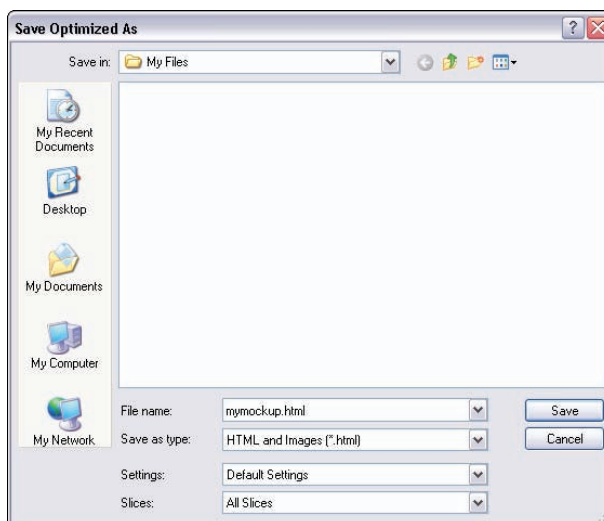 Save Optimized As
Save in: My Files
My Recent
Documents
Desktop
My Documents
My Computer
My Network
File name: mymockup.html Save
Save as type: HTML and Images (*.html) Cancel
Settings: Default Settings
Slices: All Slices